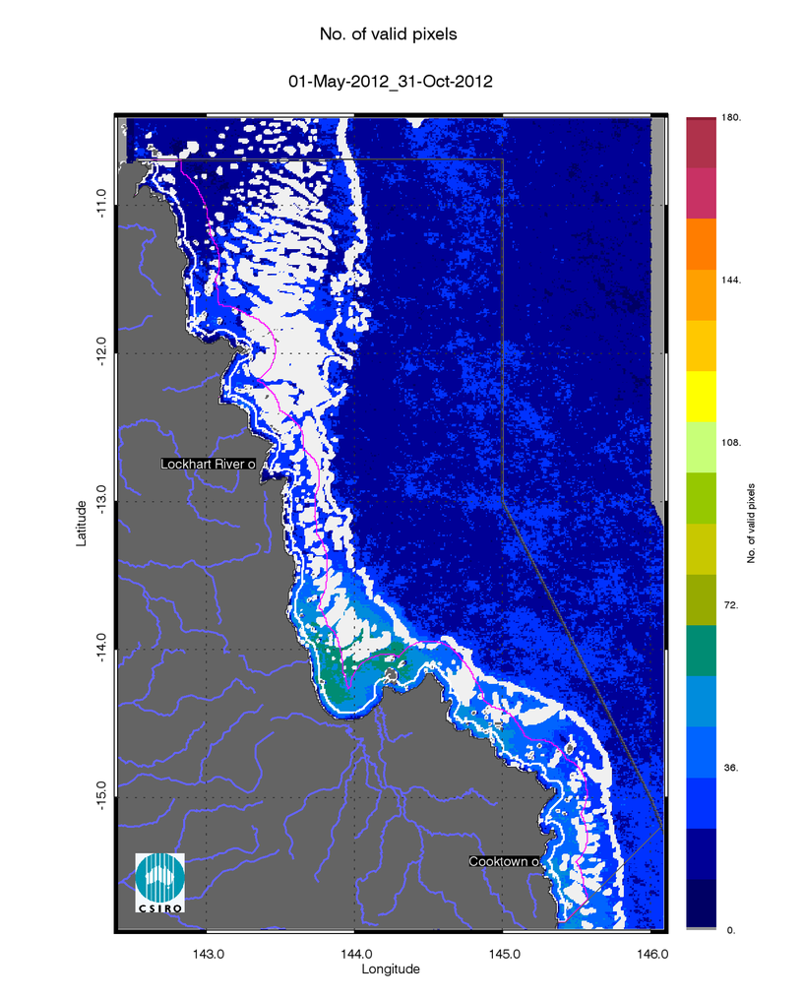 No. of valid pixels
01-May-2012_31-Oct-2012
180.
144.
108.
72.
36.
0.
No. of valid pixels
-11.0
-12.0
-13.0
-14.0
-15.0
Latitude
Lockhart River o
Cooktown o
CSIRO
143.0 144.0 145.0 146.0
Longitude